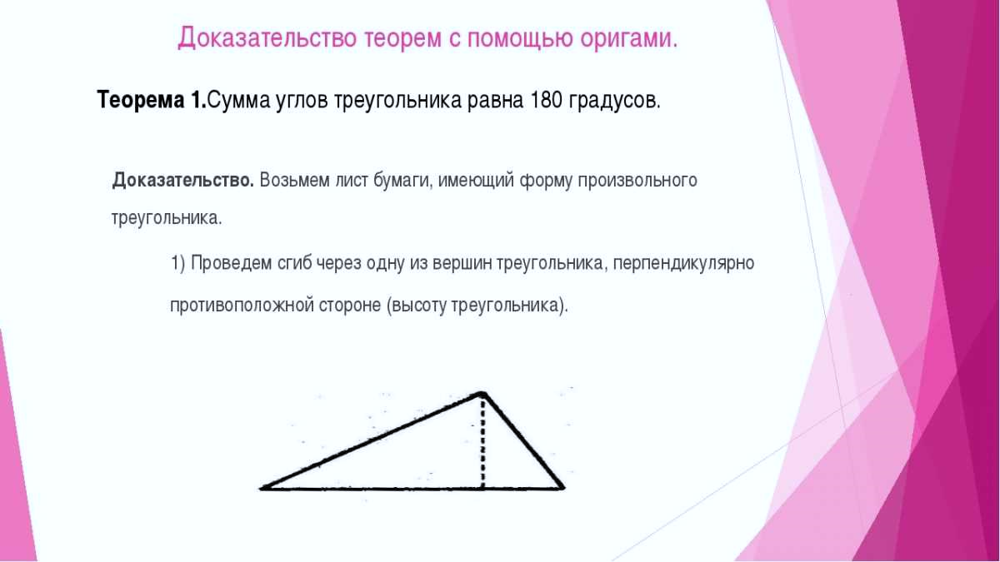 Доказательство теорем с помощью оригами.
Теорема 1.Сумма углов треугольника равна 180 градусов.
Доказательство. Возьмем лист бумаги, имеющий форму произвольного
треугольника.
1) Проведем сгиб через одну из вершин треугольника, перпендикулярно
противоположной стороне (высоту треугольника).